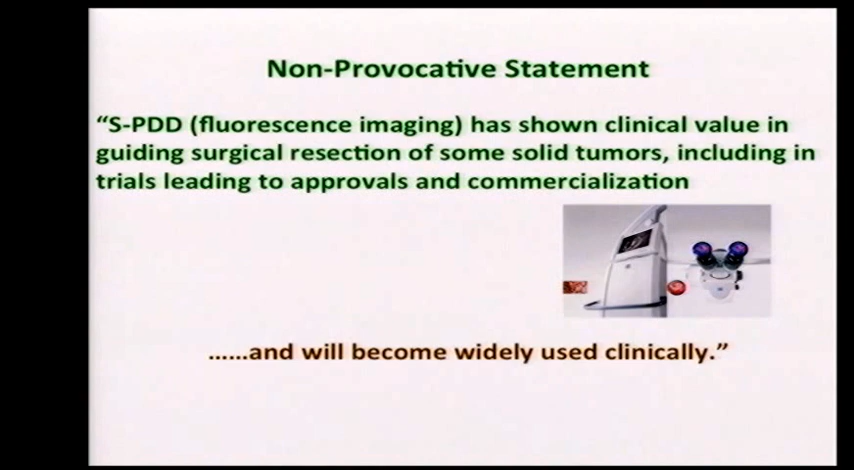 Non-Provocative Statement
“S-PDD (fluorescence imaging) has shown clinical value in
guiding surgical resection of some solid tumors, including in
trials leading to approvals and commercialization
......and will become widely used clinically.”